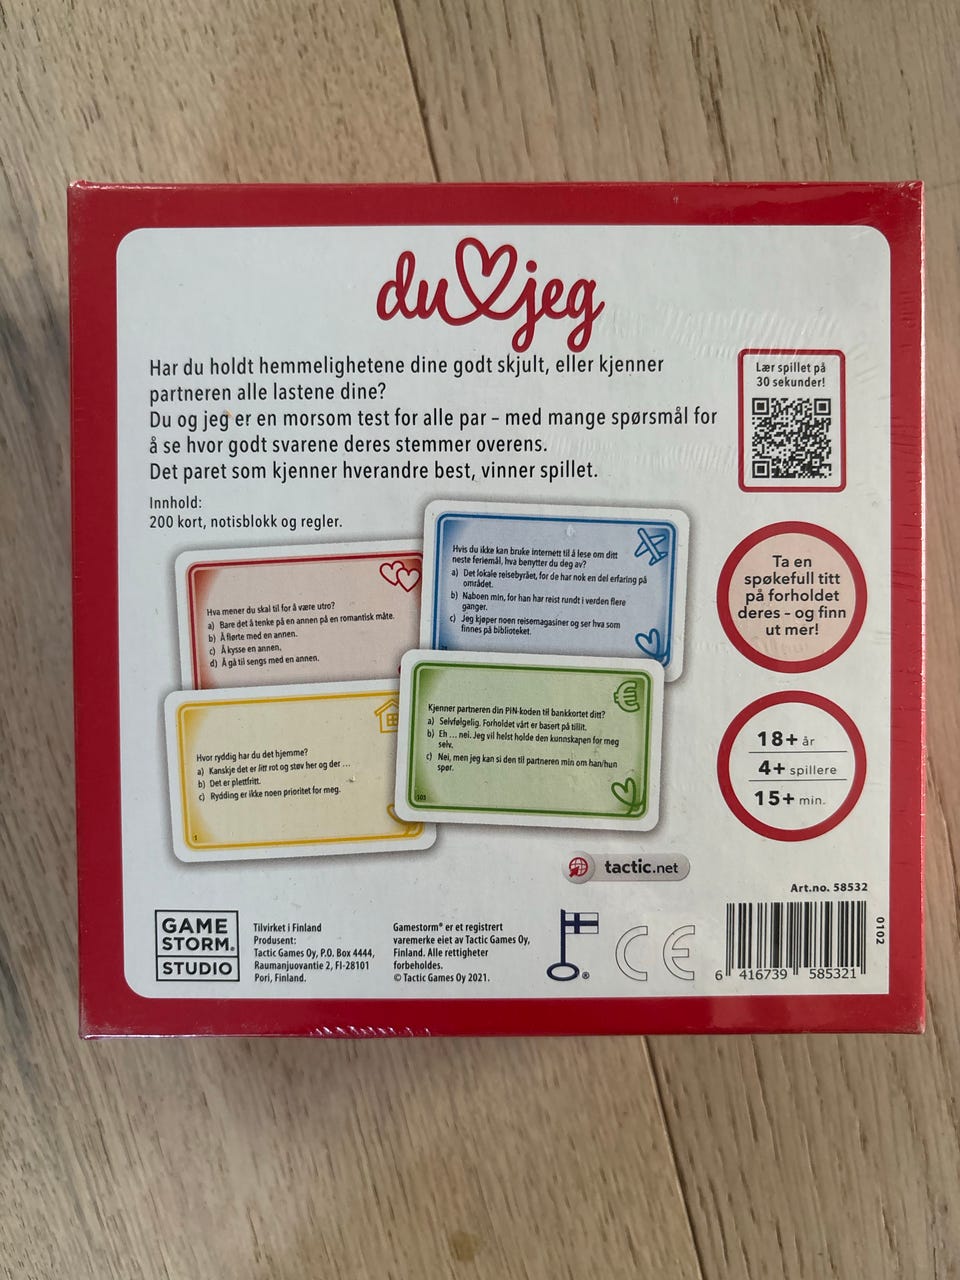 du jeg
Har du holdt hemmelighetene dine godt skjult, eller kjenner
partneren alle lastene dine?
Du og jeg er en morsom test for alle par – med mange spørsmål for
å se hvor godt svarene deres stemmer overens.
Det paret som kjenner hverandre best, vinner spillet.
Innhold:
200 kort, notisblokk og regler.
Lær spillet på
30 sekunder!
Hva mener du skal til for å være utro?
a) Bare det å tenke på en annen på en romantisk måte.
b) Å flørte med en annen.
c) Å kysse en annen.
d) Å gå til sengs med en annen.
Hvis du ikke kan bruke internett til å lese om ditt
neste feriemål, hva benytter du deg av?
a) Det lokale reisebyrået, for de har nok en del erfaring på
området.
b) Naboen min, for han har reist rundt i verden flere
ganger.
c) Jeg kjøper noen reisemagasiner og ser hva som
finnes på biblioteket.
Ta en
spøkefull titt
på forholdet
deres – og finn
ut mer!
Hvor ryddig har du det hjemme?
a) Kanskje det er litt rot og støv her og der ...
b) Det er plettfritt.
c) Rydding er ikke noen prioritet for meg.
1
Kjenner partneren din PIN-koden til bankkortet ditt?
a) Selvfølgelig. Forholdet vårt er basert på tillit.
b) Eh ... nei. Jeg vil helst holde den kunnskapen for meg
selv.
c) Nei, men jeg kan si den til partneren min om han/hun
spør.
105
18+ år
4+ spillere
15+ min.
tactic.net
Art.no. 58532
GAME
STORM®
STUDIO
Tilvirket i Finland
Produsent:
Tactic Games Oy, P.O. Box 4444,
Raumanjuovantie 2, FI-28101
Pori, Finland.
Gamestorm® er et registrert
varemerke eiet av Tactic Games Oy,
Finland. Alle rettigheter
forbeholdes.
© Tactic Games Oy 2021.
®
CE
6 416739 585321
0102